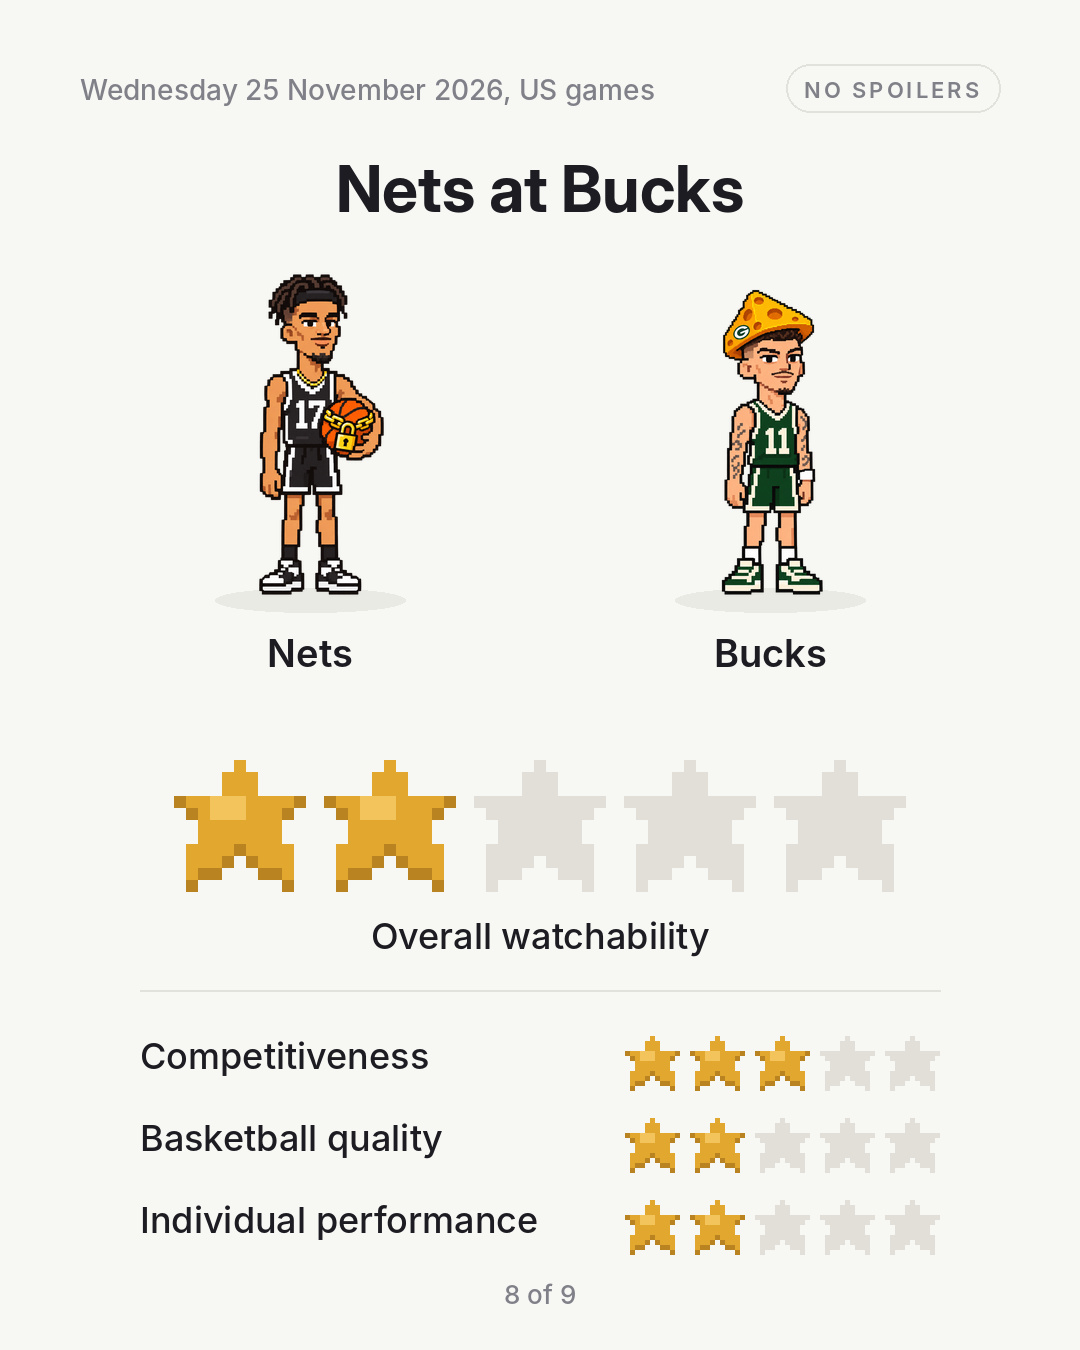 Wednesday 25 November 2026, US games
NO SPOILERS
Nets at Bucks
17
G
11
Nets
Bucks
Overall watchability
Competitiveness
Basketball quality
Individual performance
8 of 9